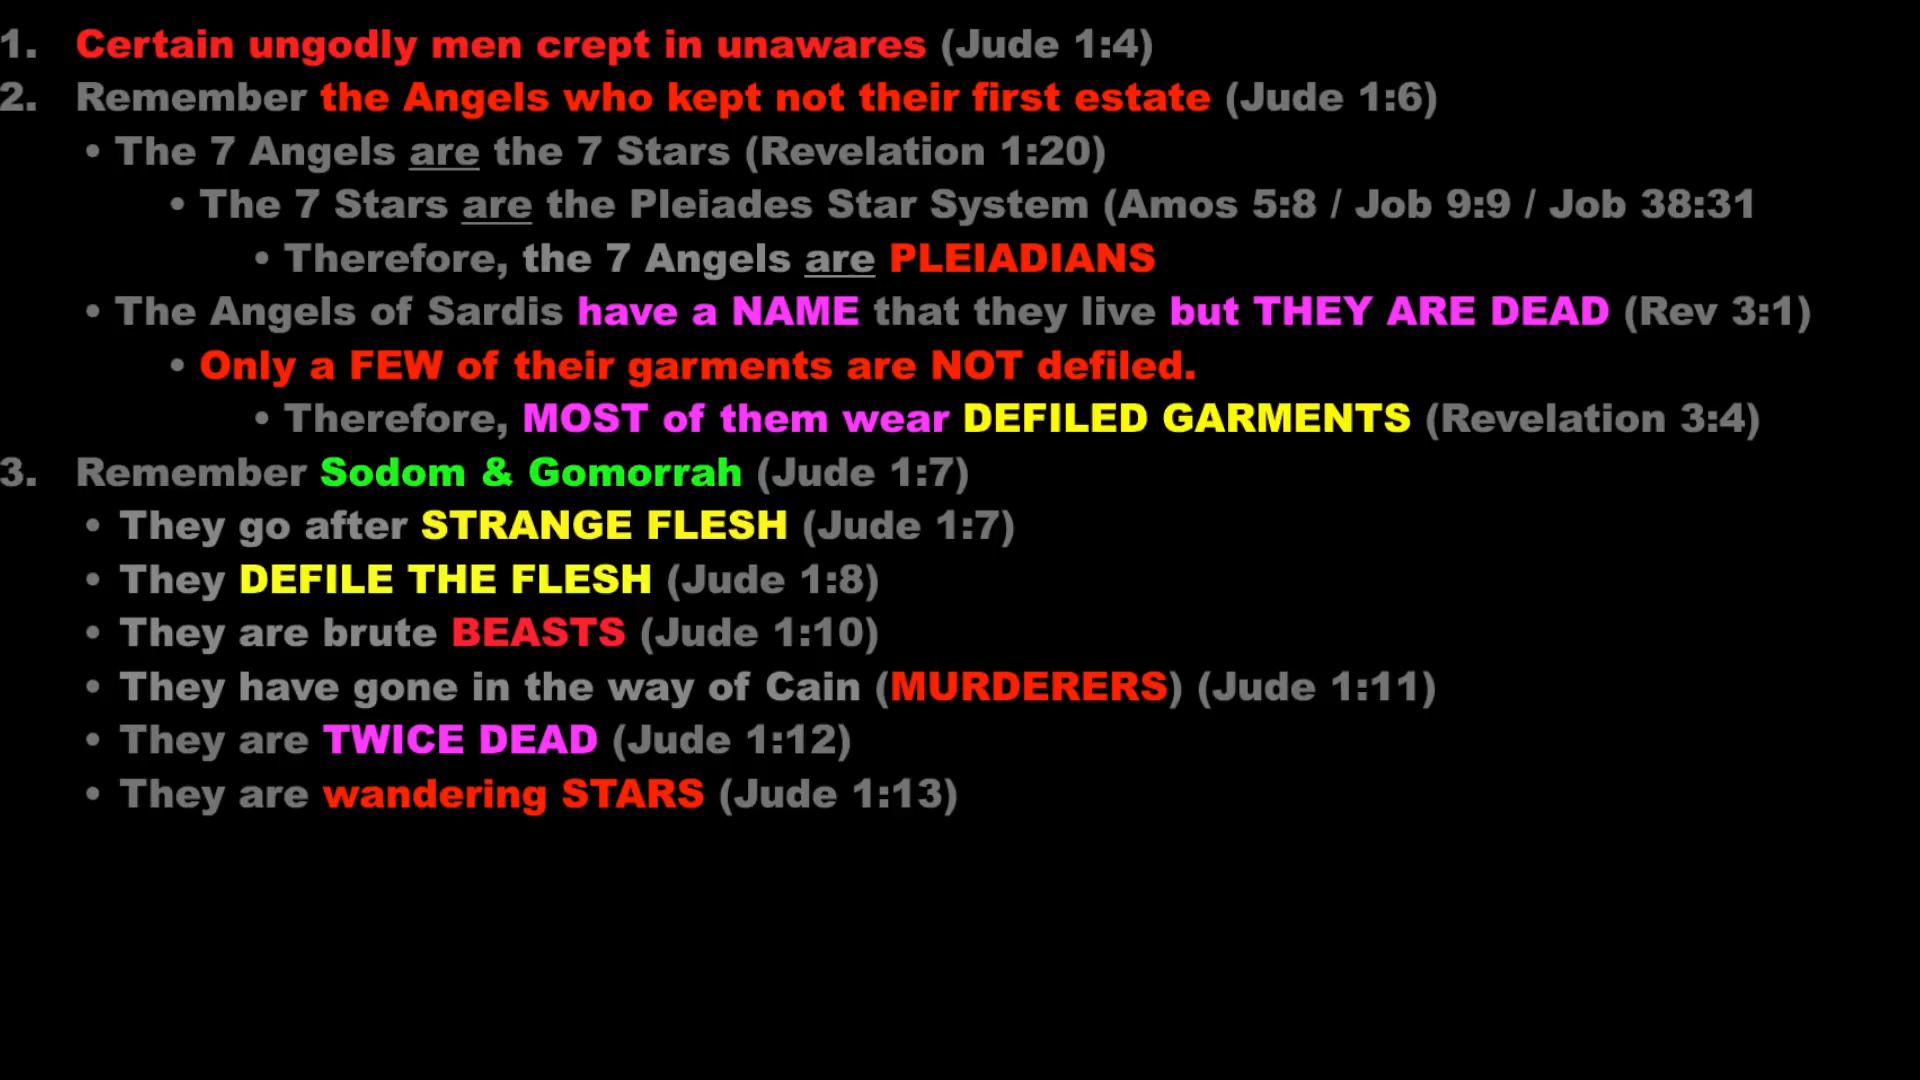 1. Certain ungodly men crept in unawares (Jude 1:4)
2. Remember the Angels who kept not their first estate (Jude 1:6)
• The 7 Angels are the 7 Stars (Revelation 1:20)
• The 7 Stars are the Pleiades Star System (Amos 5:8 / Job 9:9 / Job 38:31
• Therefore, the 7 Angels are PLEIADIANS
• The Angels of Sardis have a NAME that they live but THEY ARE DEAD (Rev 3:1)
• Only a FEW of their garments are NOT defiled.
• Therefore, MOST of them wear DEFILED GARMENTS (Revelation 3:4)
3. Remember Sodom & Gomorrah (Jude 1:7)
• They go after STRANGE FLESH (Jude 1:7)
• They DEFILE THE FLESH (Jude 1:8)
• They are brute BEASTS (Jude 1:10)
• They have gone in the way of Cain (MURDERERS) (Jude 1:11)
• They are TWICE DEAD (Jude 1:12)
• They are wandering STARS (Jude 1:13)